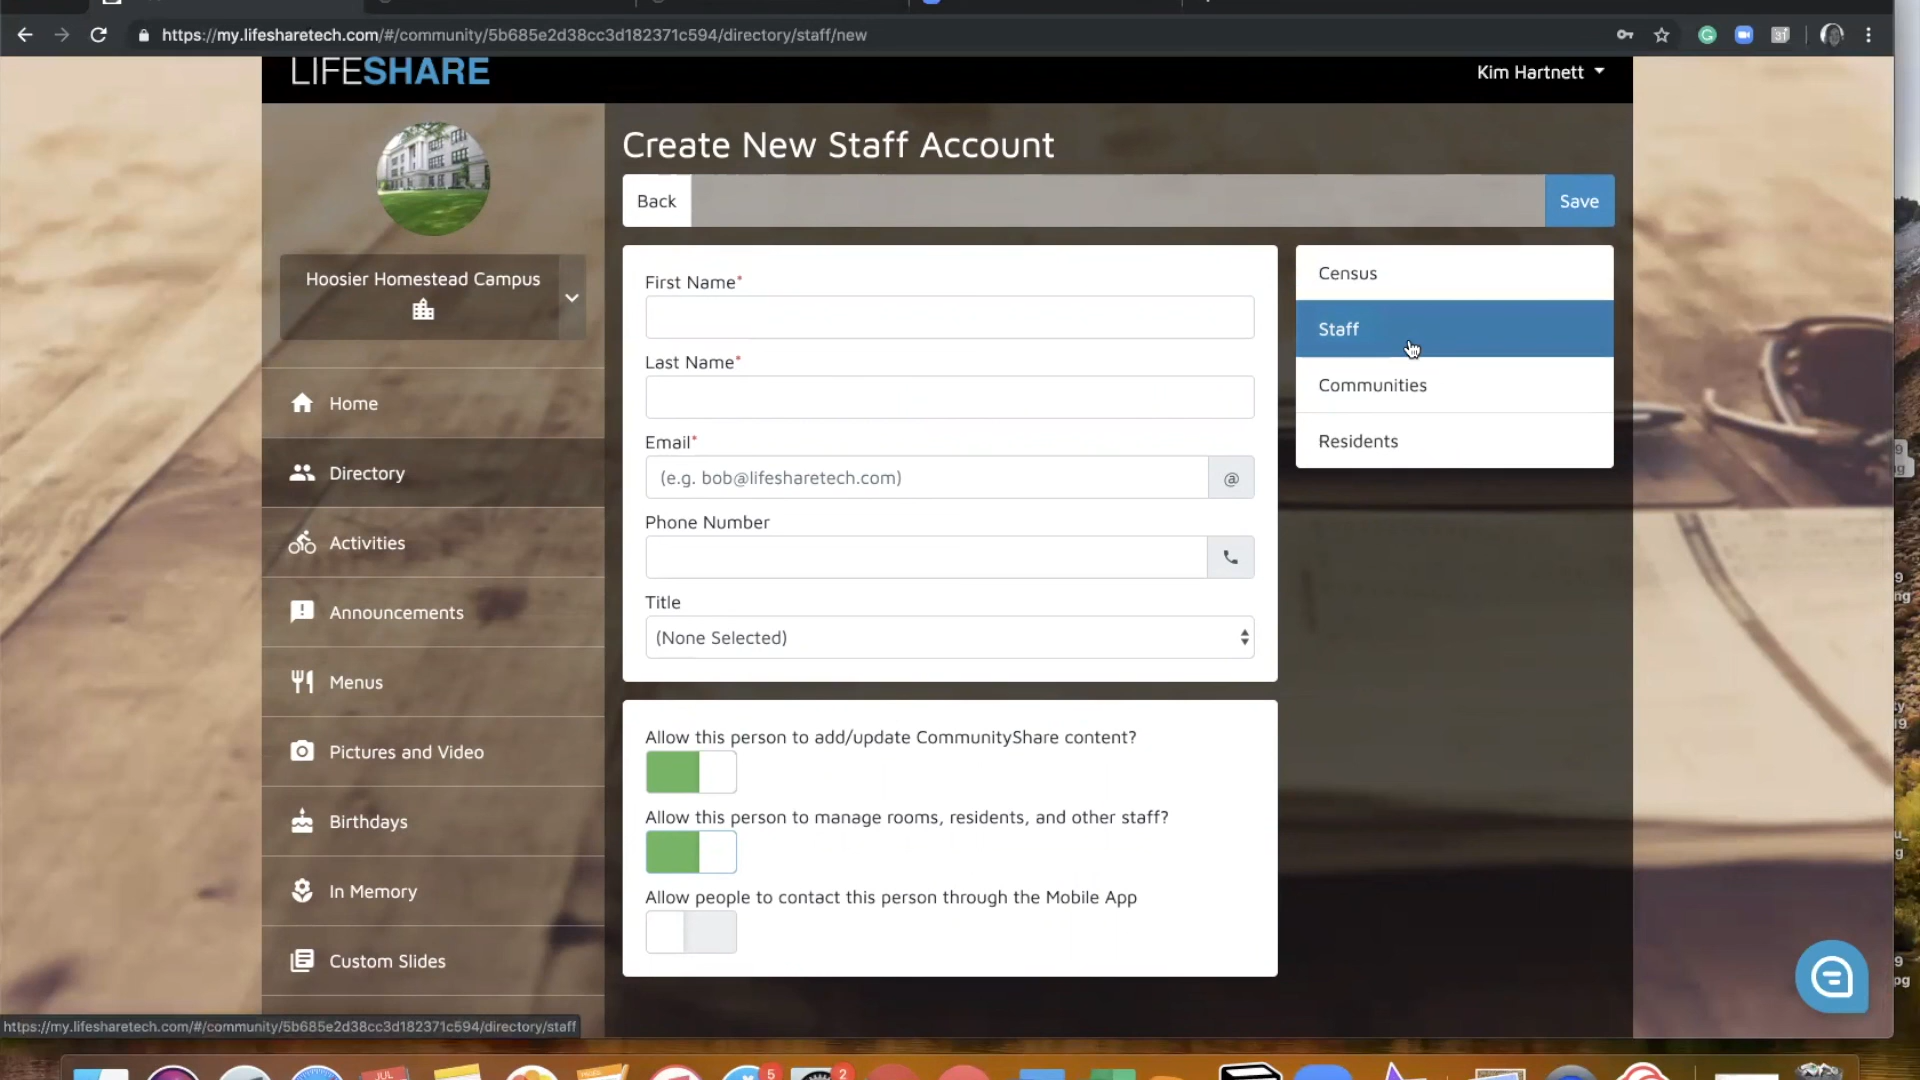 https://my.lifesharetech.com/#/community/5b685e2d38cc3d182371c594/directory/staff/new
31
LIFESHARE
Kim Hartnett
Create New Staff Account
Back
Save
Hoosier Homestead Campus
First Name*
Last Name*
Email*
(e.g. bob@lifesharetech.com)
@
Phone Number
Title
(None Selected)
Census
Staff
Communities
Residents
Home
Directory
Activities
Announcements
Menus
Pictures and Video
Birthdays
In Memory
Custom Slides
Allow this person to add/update CommunityShare content?
Allow this person to manage rooms, residents, and other staff?
Allow people to contact this person through the Mobile App
https://my.lifesharetech.com/#/community/5b685e2d38cc3d182371c594/directory/staff
JUL
5
2